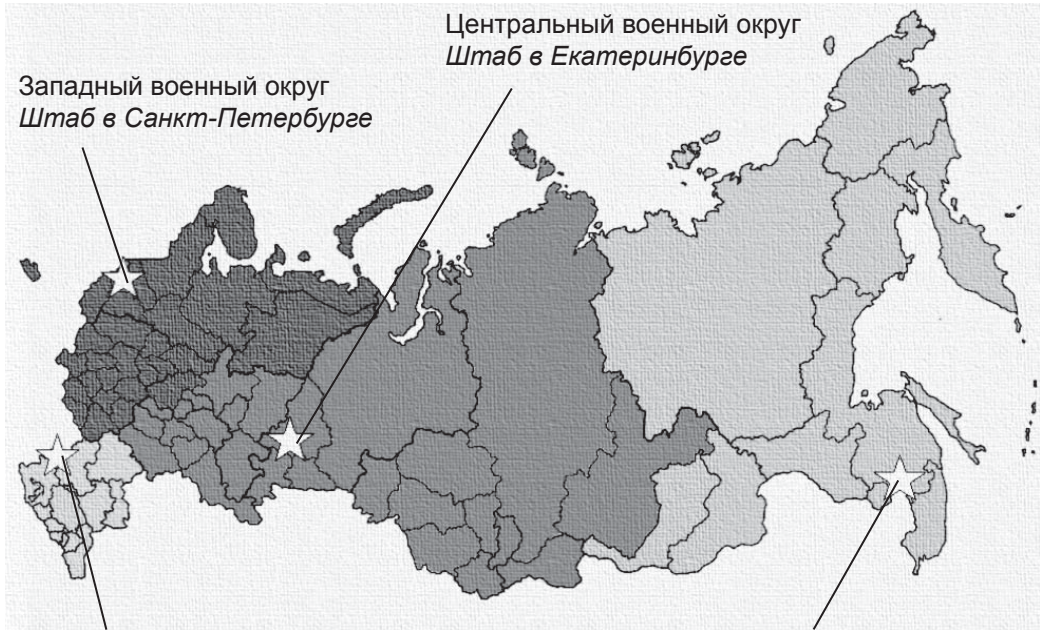 Центральный военный округ
Штаб в Екатеринбурге
Западный военный округ
Штаб в Санкт-Петербурге